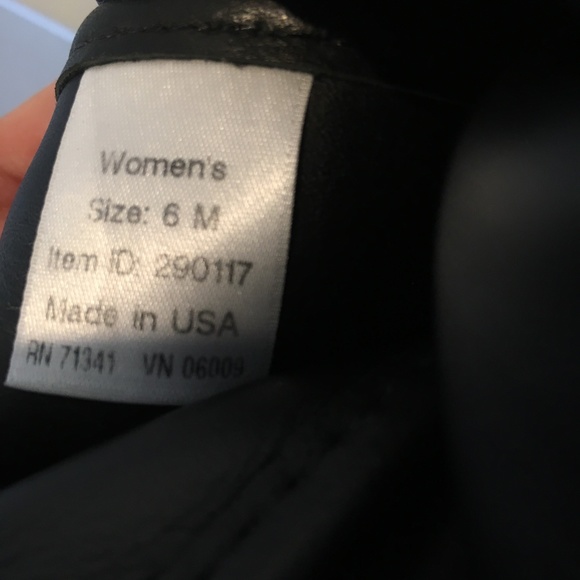 Women's
Size: 6 M
Item ID: 290117
Made in USA
RN 71341 VN 06009